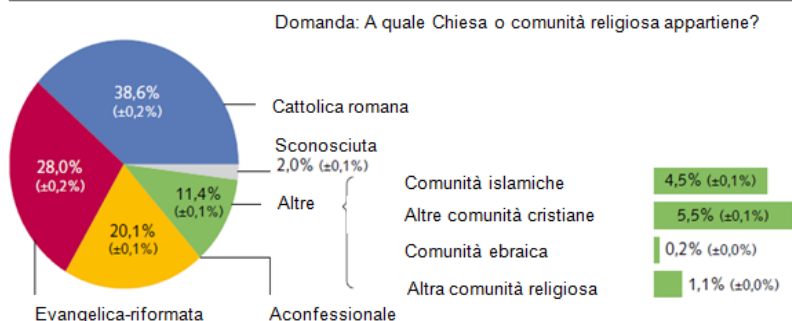 Domanda: A quale Chiesa o comunità religiosa appartiene?
38,6%
(±0,2%)
Cattolica romana
Sconosciuta
2,0% (±0,1%)
28,0%
(±0,2%)
11,4%
(±0,1%)
Altre
20,1%
(±0,1%)
Evangelica-riformata
Aconfessionale
Comunità islamiche
4,5% (±0,1%)
Altre comunità cristiane
5,5% (±0,1%)
Comunità ebraica
0,2% (±0,0%)
Altra comunità religiosa
1,1% (±0,0%)